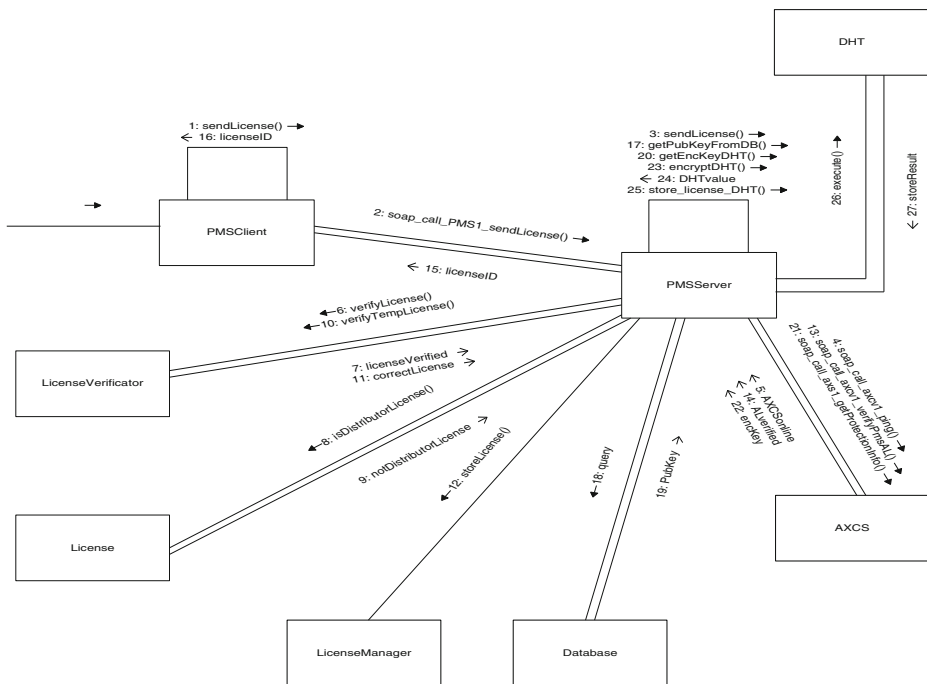 DHT
1: sendLicense()
16: licenseID
3: sendLicense()
17: getPubKeyFromDB()
20: getEncKeyDHT()
23: encryptDHT()
24: DHTvalue
25: store_license_DHT()
26: execute()
27: storeResult
PMSClient
2: soap_call_PMS1_sendLicense()
15: licenseID
PMSServer
6: verifyLicense()
10: verifyTempLicense()
LicenseVerificator
7: licenseVerified
11: correctLicense
8: isDistributorLicense()
9: notDistributorLicense
12: storeLicense()
18: query
19: PubKey
5: AXCSonline
14: ALverified
22: encKey
4: soap_call_axcv1_ping()
13: soap_call_axcv1_verifyPmsAL()
21: soap_call_axs1_getProtectionInfo()
License
AXCS
LicenseManager
Database